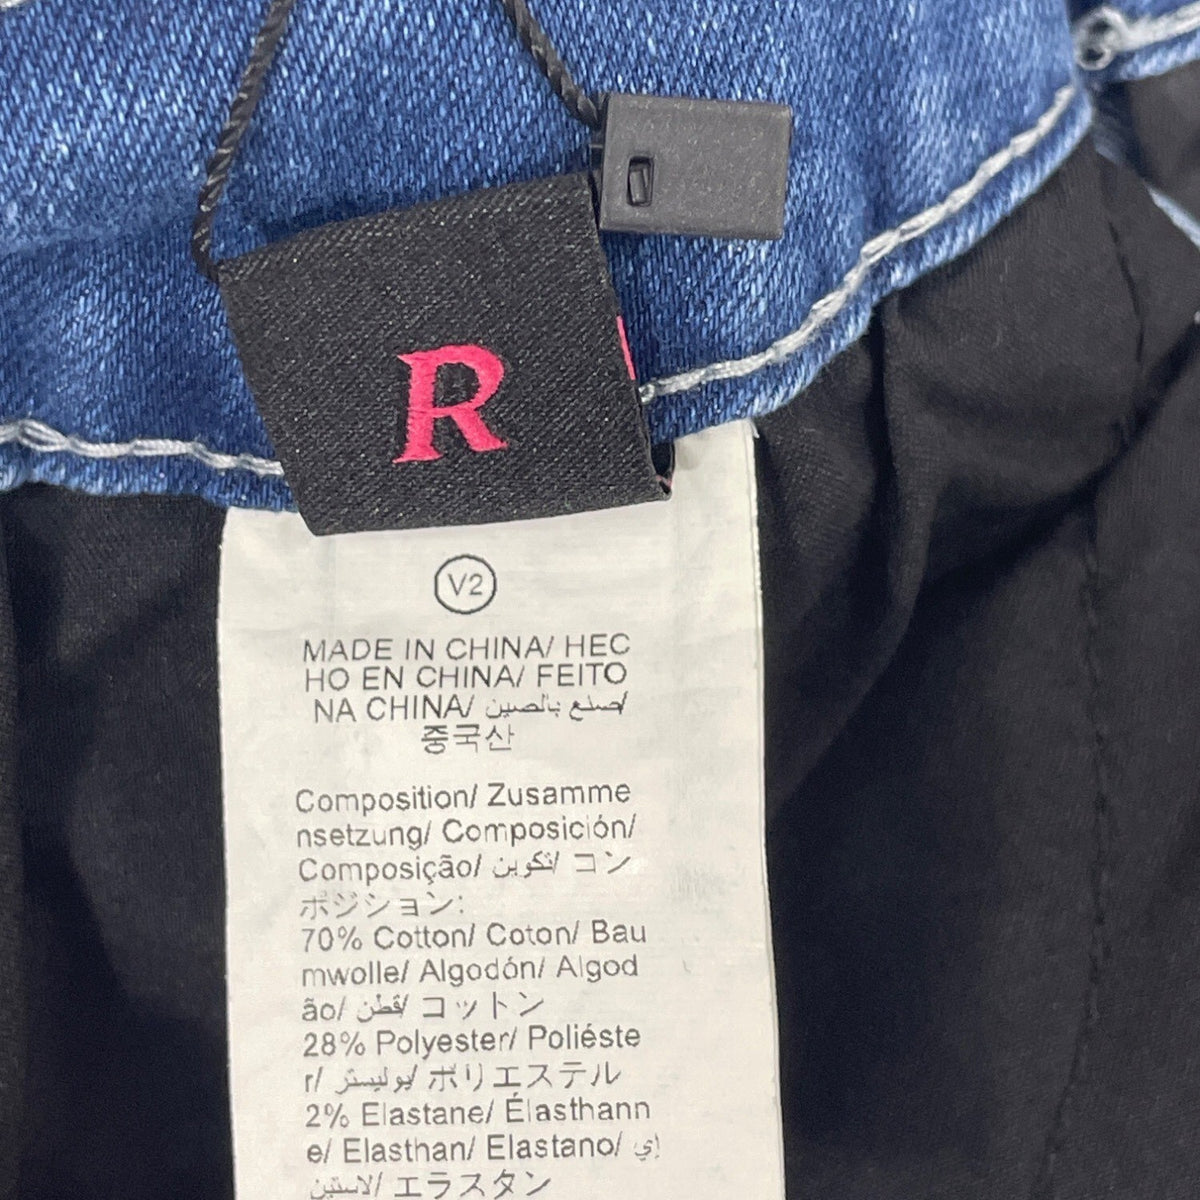 R
V2
MADE IN CHINA/ HEC
HO EN CHINA/ FEITO
NA CHINA/ صنع بالصين/
중국산
Composition/ Zusamme
nsetzung/ Composición/
Composição/ تكوين/ コン
ポジション:
70% Cotton/ Coton/ Bau
mwolle/ Algodón/ Algod
ão/ قطن/ コットン
28% Polyester/ Poliéste
r/ بوليستر/ ポリエステル
2% Elastane/ Élasthann
e/ Elasthan/ Elastano/ إي
لاستين/ エラスタン